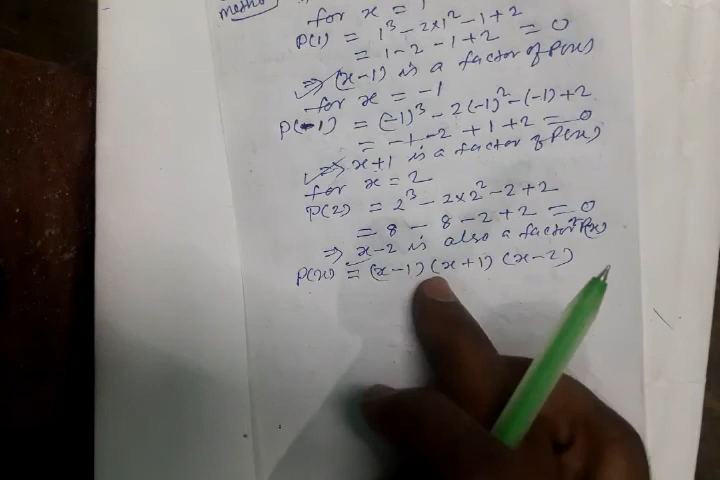 metho
for x = 1
P(1) = 1³ - 2×1² - 1 + 2
= 1 - 2 - 1 + 2 = 0
⇒ (x-1) is a factor of P(x)
for x = -1
P(-1) = (-1)³ - 2(-1)² - (-1) + 2
= -1 - 2 + 1 + 2 = 0
⇒ x+1 is a factor of P(x)
for x = 2
P(2) = 2³ - 2×2² - 2 + 2
= 8 - 8 - 2 + 2 = 0
⇒ x-2 is also a factor of P(x)
P(x) = (x-1) (x+1) (x-2)